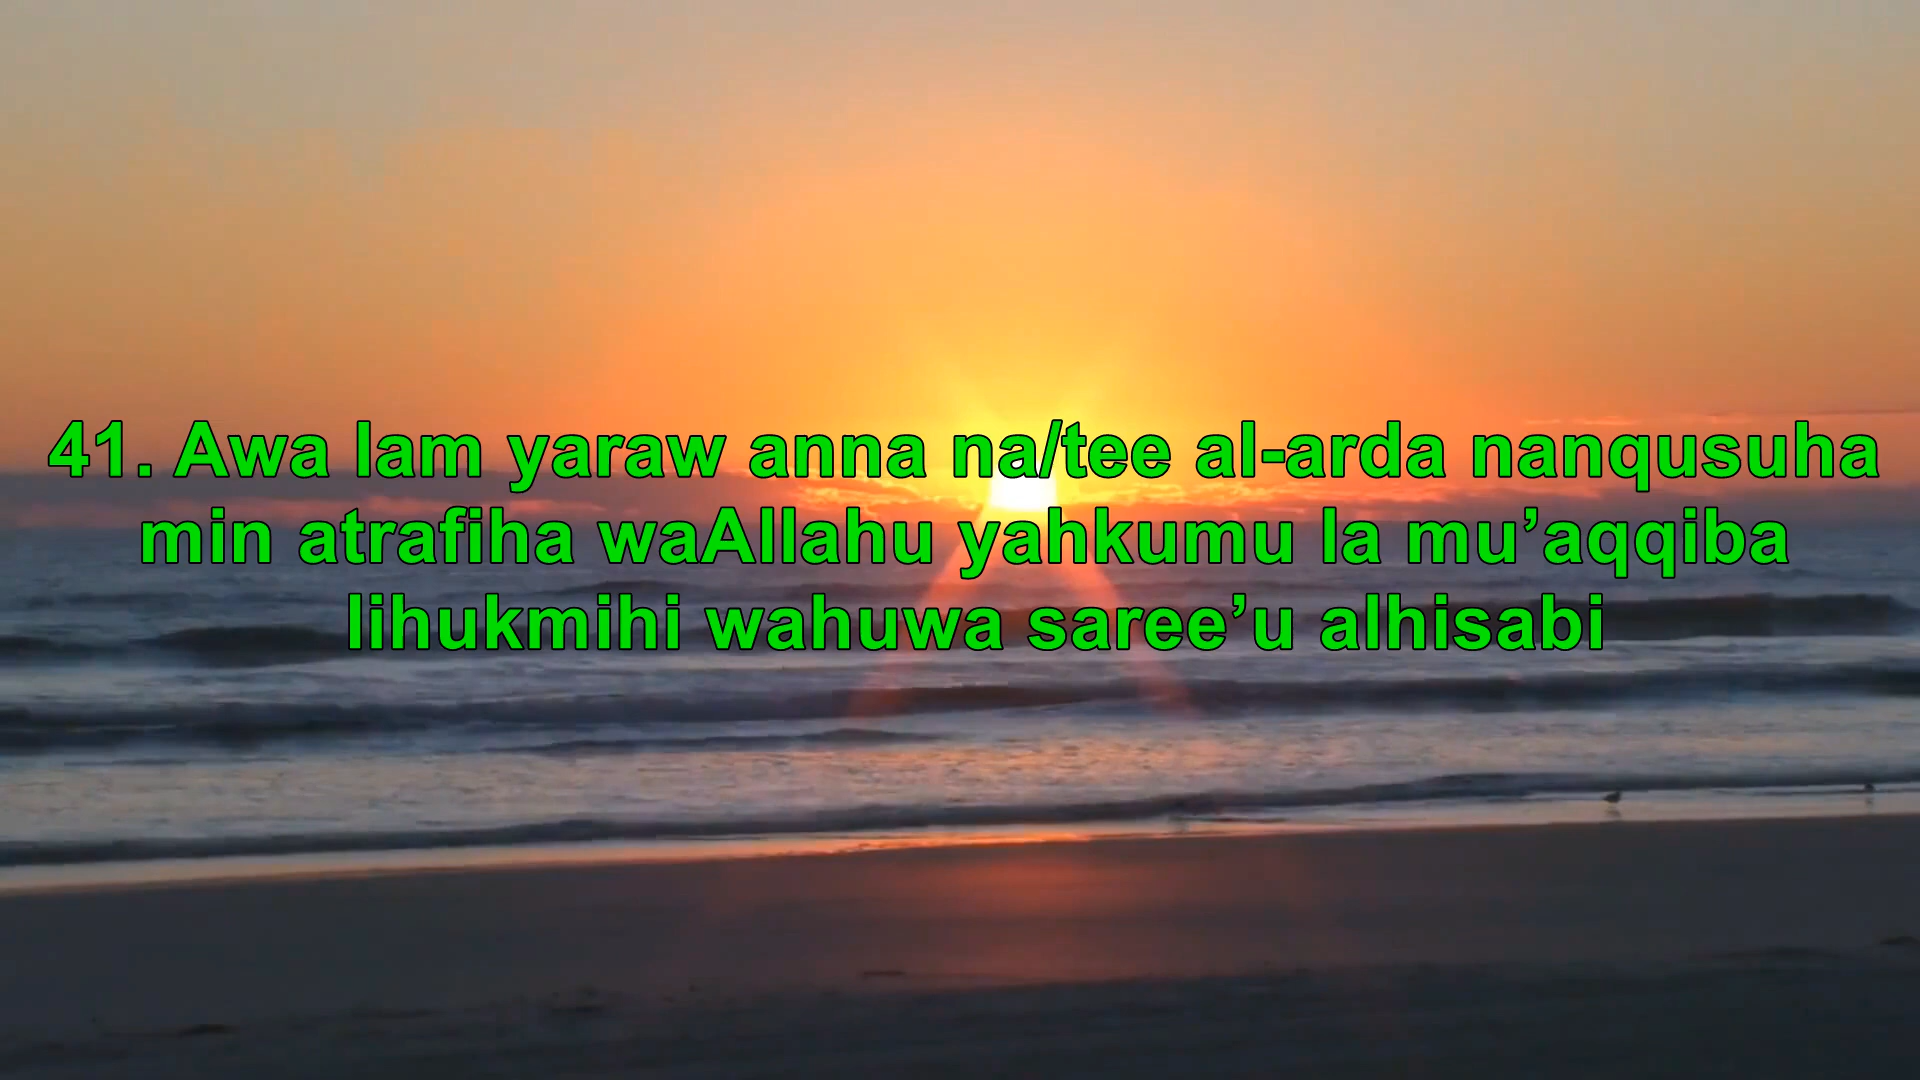 41. Awa lam yaraw anna na/tee al-arda nanqusuha
min atrafiha waAllahu yahkumu la mu’aqqiba
lihukmihi wahuwa saree’u alhisabi